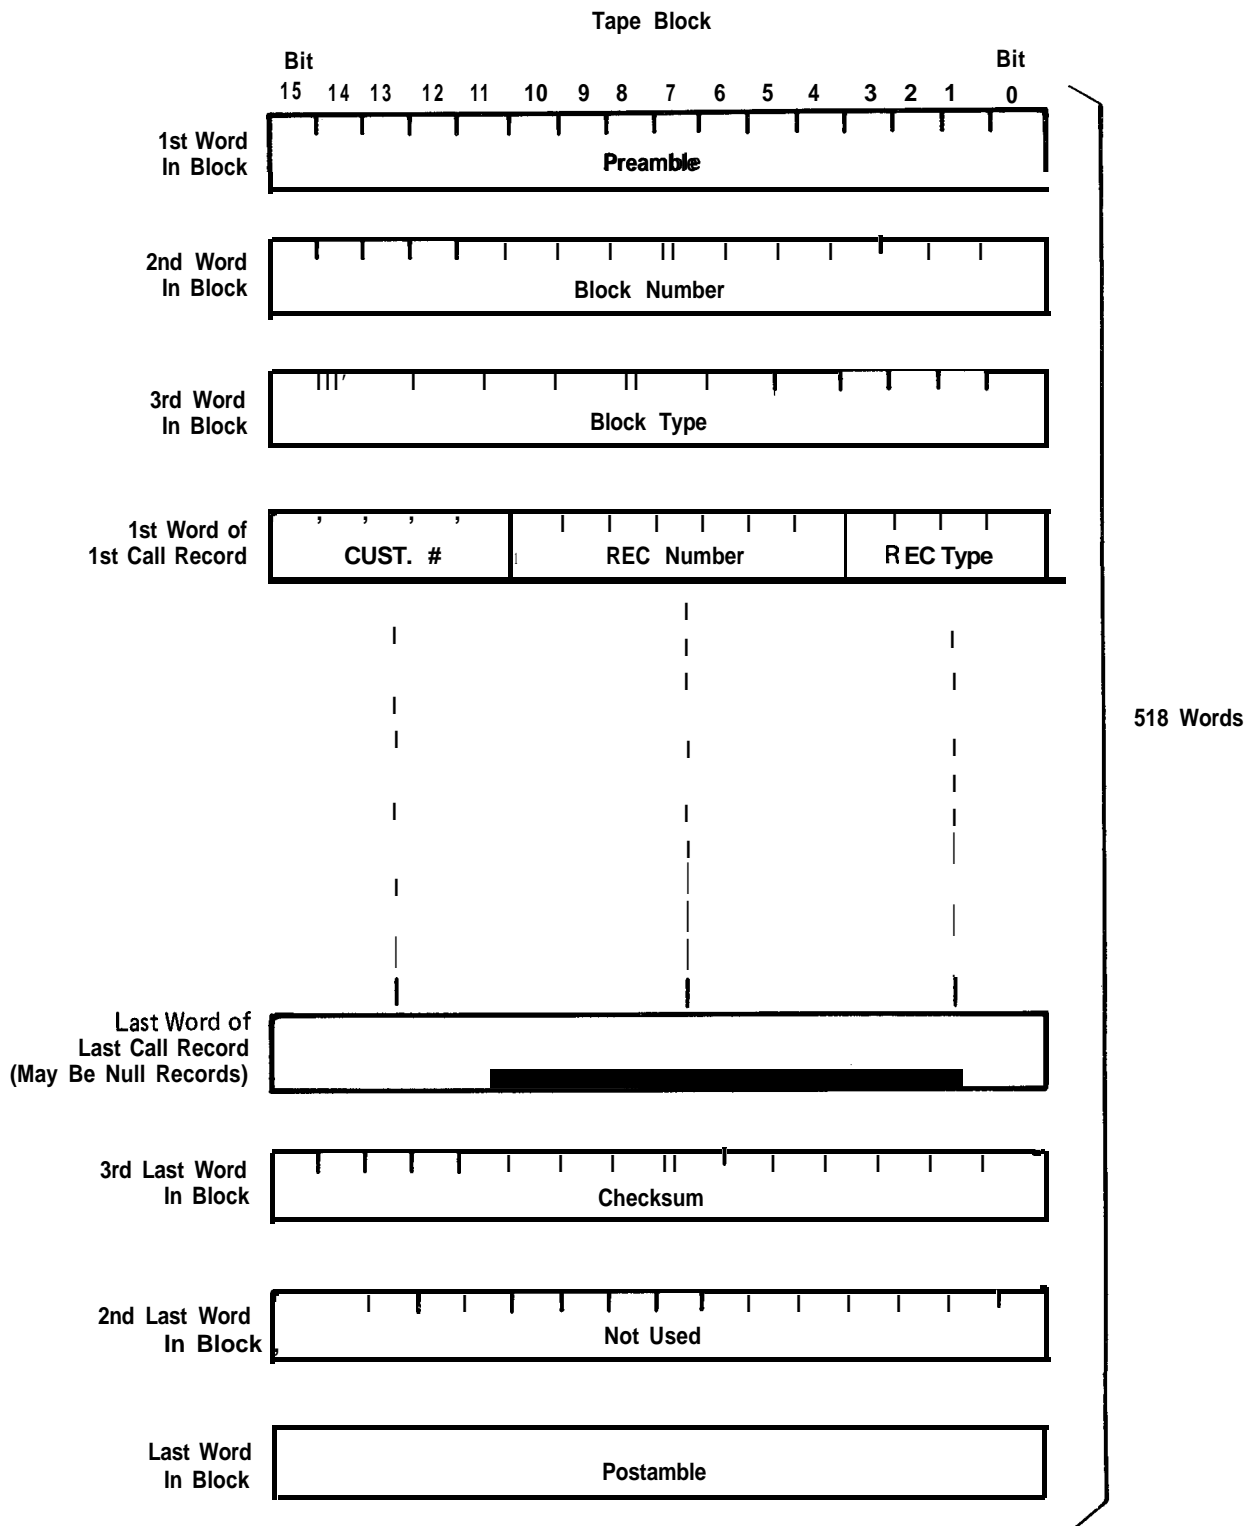 Tape Block
Bit Bit
15 14 13 12 11 10 9 8 7 6 5 4 3 2 1 0
1st Word
In Block
Preamble
2nd Word
In Block
Block Number
3rd Word
In Block
Block Type
1st Word of
1st Call Record
CUST. # REC Number REC Type
518 Words
Last Word of
Last Call Record
(May Be Null Records)
3rd Last Word
In Block
Checksum
2nd Last Word
In Block
Not Used
Last Word
In Block
Postamble